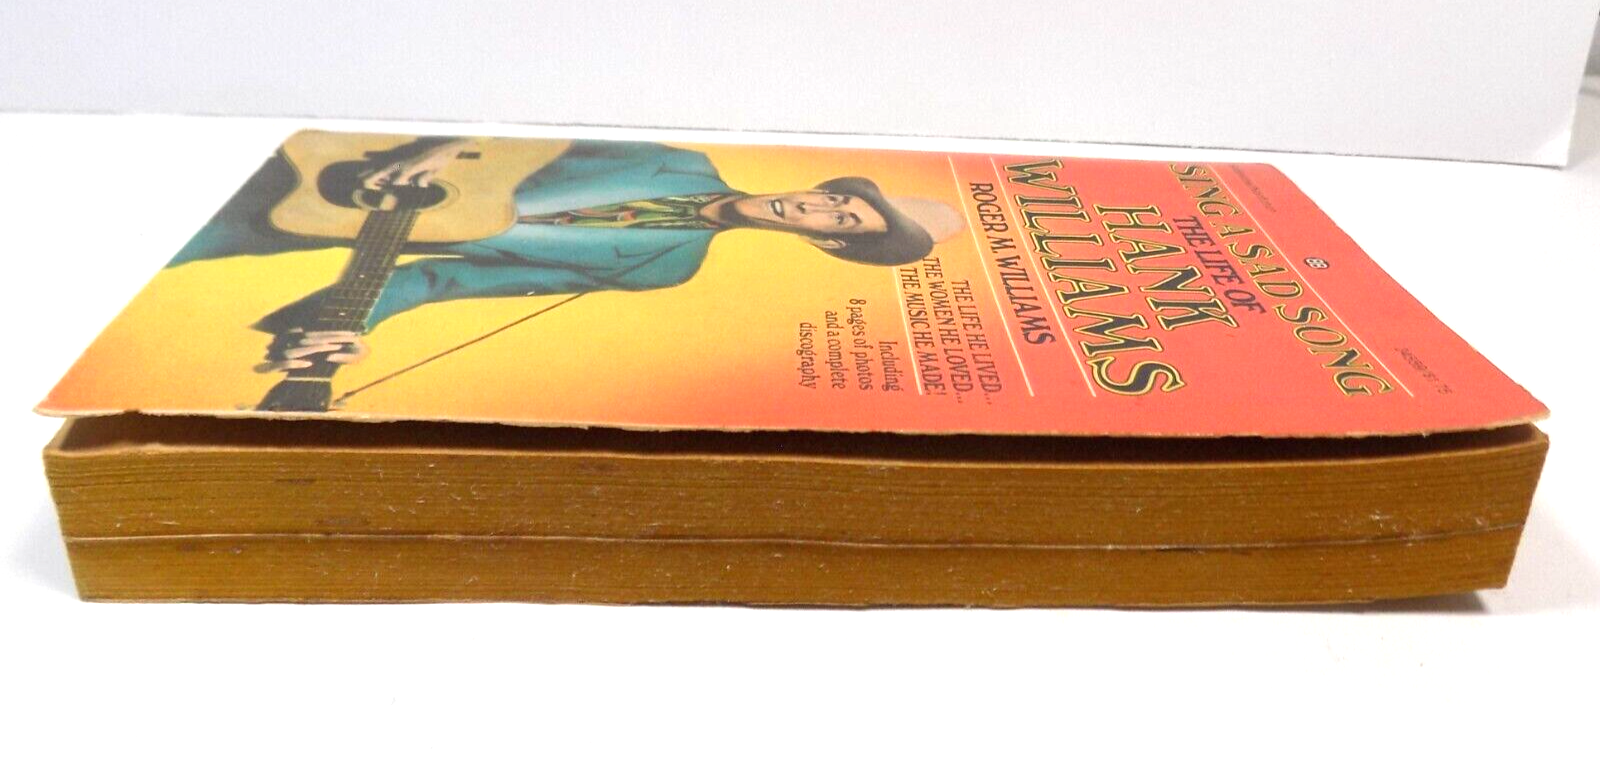 SING A SAD SONG
THE LIFE OF
HANK
WILLIAMS
ROGER M. WILLIAMS
THE LIFE HE LIVED...
THE WOMEN HE LOVED...
THE MUSIC HE MADE!
Including
8 pages of photos
and a complete
discography